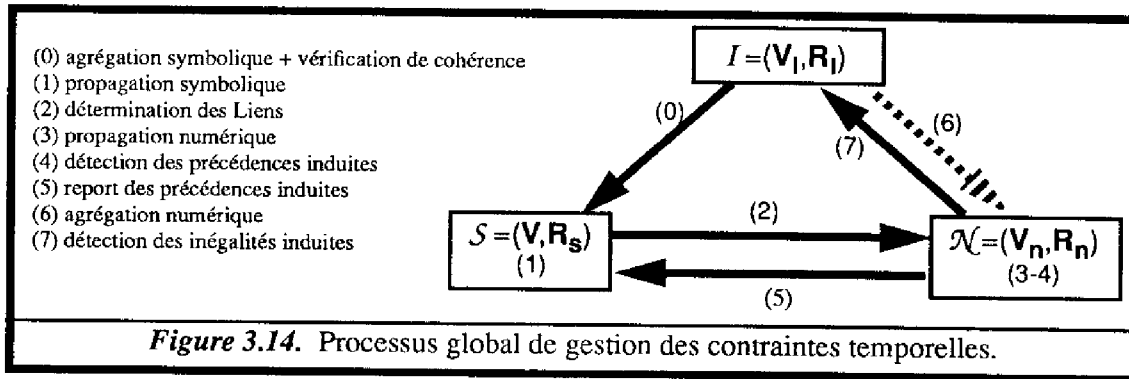 (0) agrégation symbolique + vérification de cohérence
(1) propagation symbolique
(2) détermination des Liens
(3) propagation numérique
(4) détection des précédences induites
(5) report des précédences induites
(6) agrégation numérique
(7) détection des inégalités induites
I=(V_I,R_I)
(0)
(6)
(7)
S=(V,R_s)
(1)
(2)
(5)
N=(V_n,R_n)
(3-4)
Figure 3.14. Processus global de gestion des contraintes temporelles.